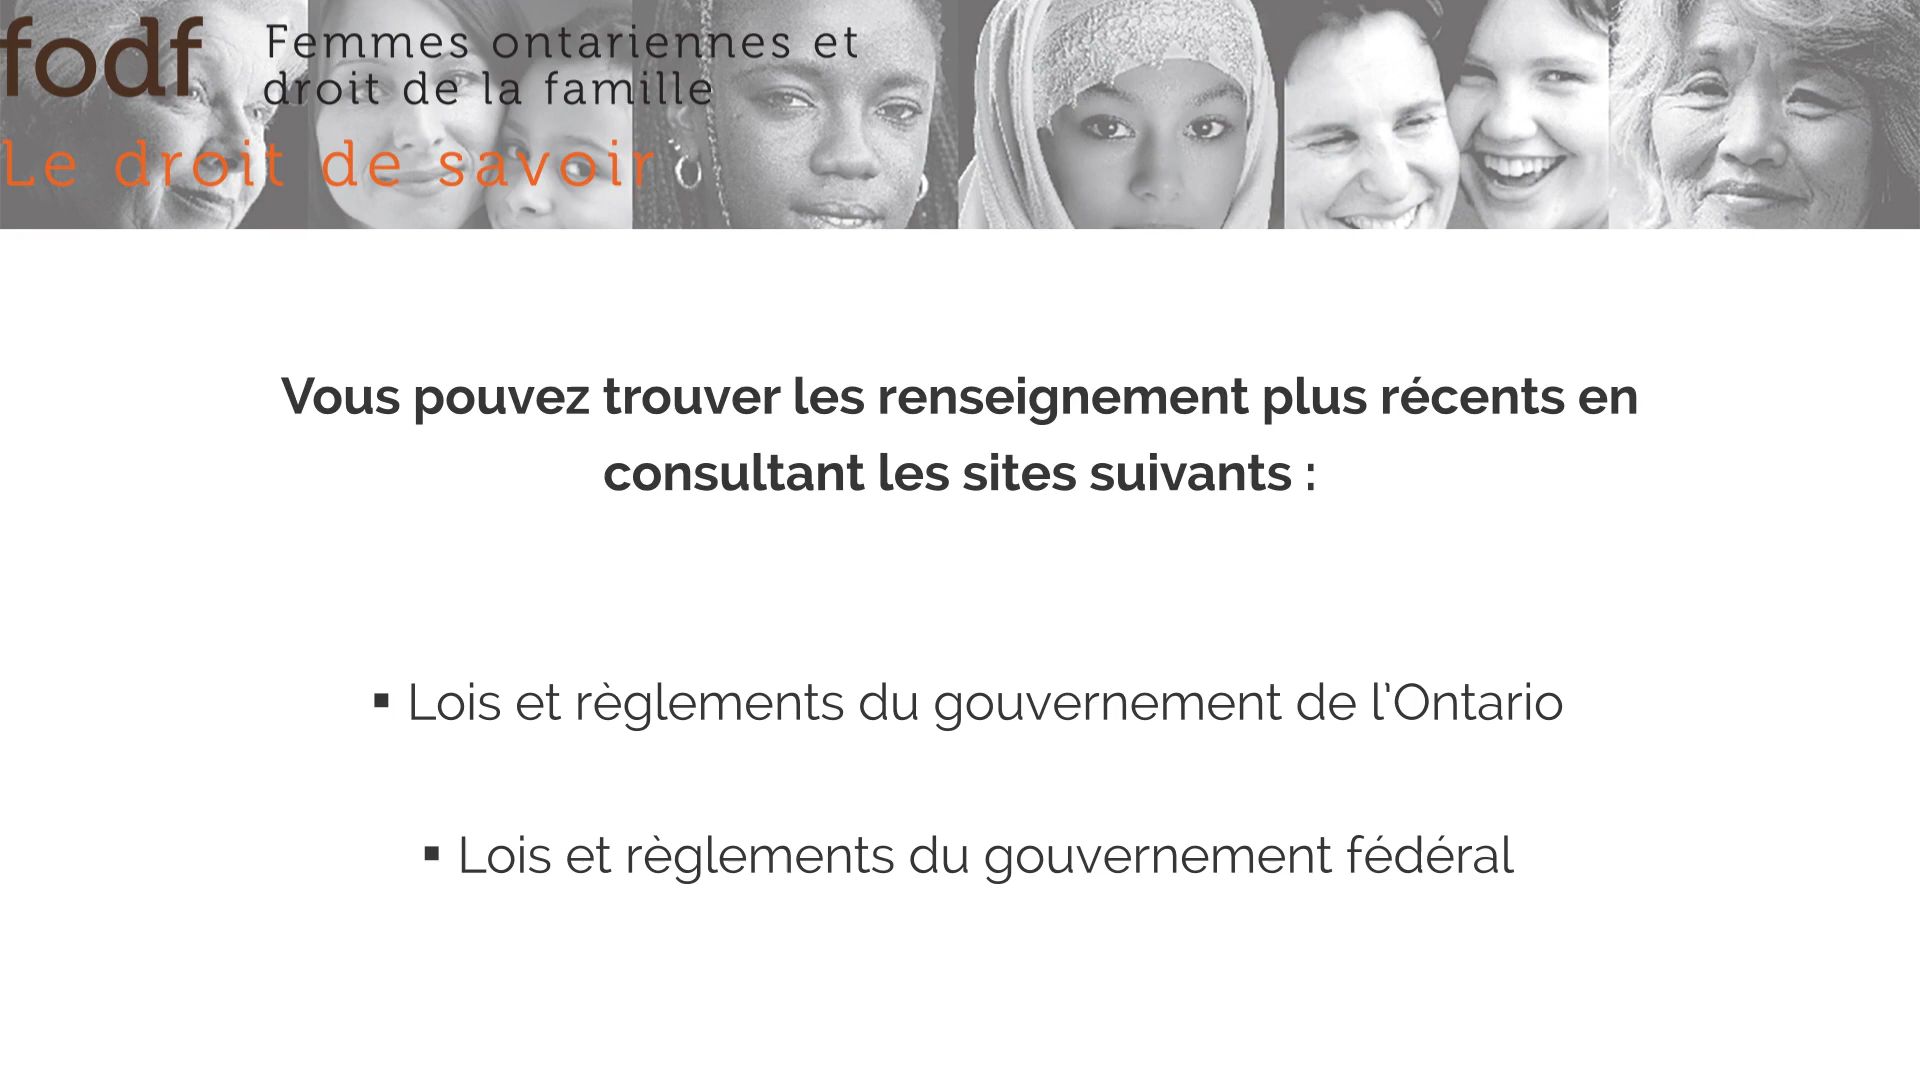 fodf
Femmes ontariennes et
droit de la famille
Le droit de savoir
Vous pouvez trouver les renseignement plus récents en
consultant les sites suivants :
▪ Lois et règlements du gouvernement de l'Ontario
▪ Lois et règlements du gouvernement fédéral